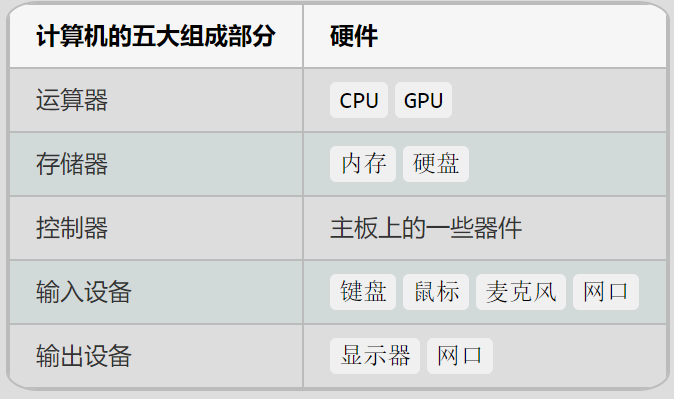 计算机的五大组成部分 硬件
运算器 CPU GPU
存储器 内存 硬盘
控制器 主板上的一些器件
输入设备 键盘 鼠标 麦克风 网口
输出设备 显示器 网口